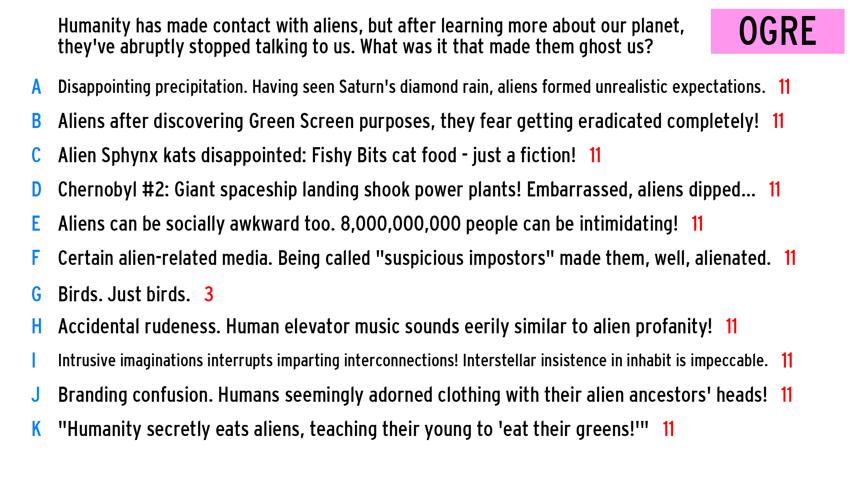 Humanity has made contact with aliens, but after learning more about our planet,
they've abruptly stopped talking to us. What was it that made them ghost us?
OGRE
A Disappointing precipitation. Having seen Saturn's diamond rain, aliens formed unrealistic expectations. 11
B Aliens after discovering Green Screen purposes, they fear getting eradicated completely! 11
C Alien Sphynx kats disappointed: Fishy Bits cat food - just a fiction! 11
D Chernobyl #2: Giant spaceship landing shook power plants! Embarrassed, aliens dipped... 11
E Aliens can be socially awkward too. 8,000,000,000 people can be intimidating! 11
F Certain alien-related media. Being called "suspicious impostors" made them, well, alienated. 11
G Birds. Just birds. 3
H Accidental rudeness. Human elevator music sounds eerily similar to alien profanity! 11
I Intrusive imaginations interrupts imparting interconnections! Interstellar insistence in inhabit is impeccable. 11
J Branding confusion. Humans seemingly adorned clothing with their alien ancestors' heads! 11
K "Humanity secretly eats aliens, teaching their young to 'eat their greens!'" 11